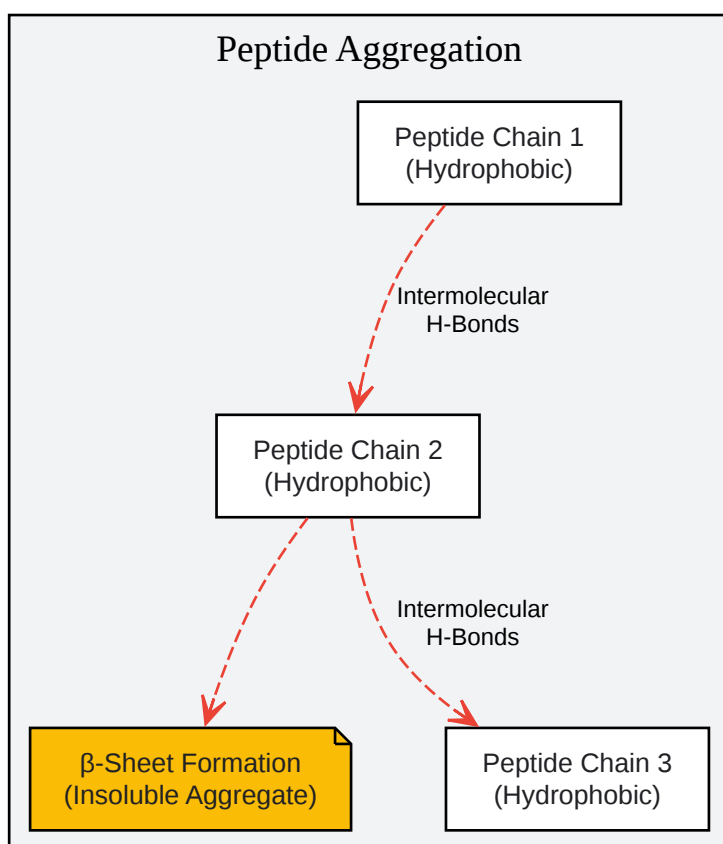 Peptide Aggregation
Peptide Chain 1
(Hydrophobic)
Intermolecular
H-Bonds
Peptide Chain 2
(Hydrophobic)
Intermolecular
H-Bonds
β-Sheet Formation
(Insoluble Aggregate)
Peptide Chain 3
(Hydrophobic)